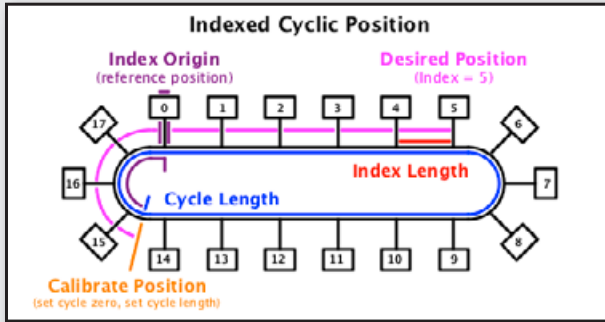 Indexed Cyclic Position
Index Origin
(reference position)
Desired Position
(Index = 5)
0 1 2 3 4 5
17
6
16
7
Index Length
Cycle Length
15
8
14 13 12 11 10 9
Calibrate Position
(set cycle zero, set cycle length)